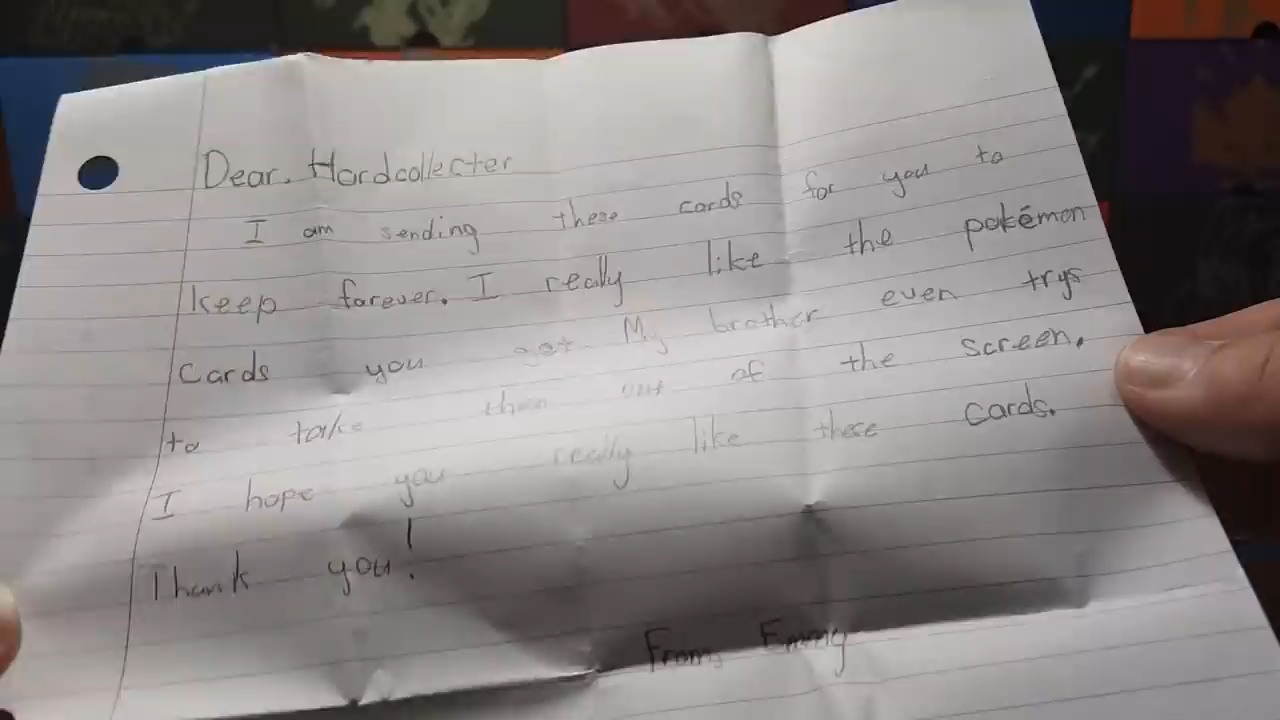 Dear. Hardcollecter
I am sending these cards for you to
keep forever. I really like the pokémon
Cards you get. My brother even trys
to take them out of the screen.
I hope you really like these cards.
Thank you!
From, Emmy